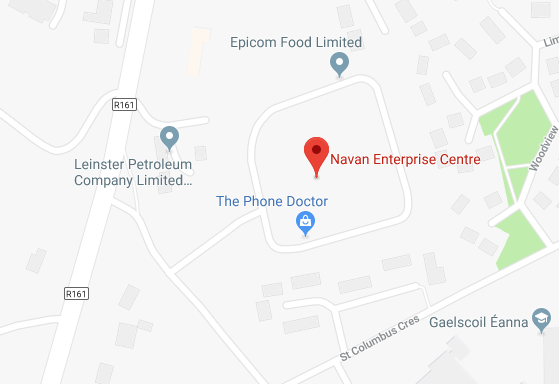 Epicom Food Limited
Lim
R161
Leinster Petroleum
Company Limited...
Navan Enterprise Centre
Woodview
The Phone Doctor
R161
Gaelscoil Éanna
St Columbus Cres